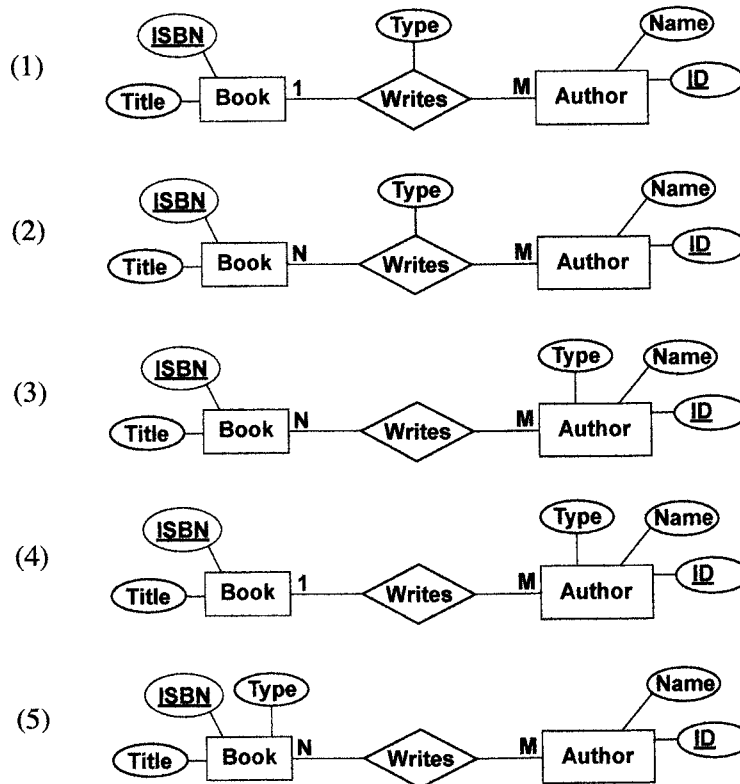 Type
Name
ISBN
(1)
ID
Title
Book
1
Writes
M
Author
Type
Name
ISBN
(2)
ID
Title
Book
N
Writes
M
Author
Type
Name
ISBN
(3)
ID
Title
Book
N
Writes
M
Author
Type
Name
ISBN
(4)
ID
Title
Book
1
Writes
M
Author
Name
ISBN
Type
(5)
ID
Title
Book
N
Writes
M
Author